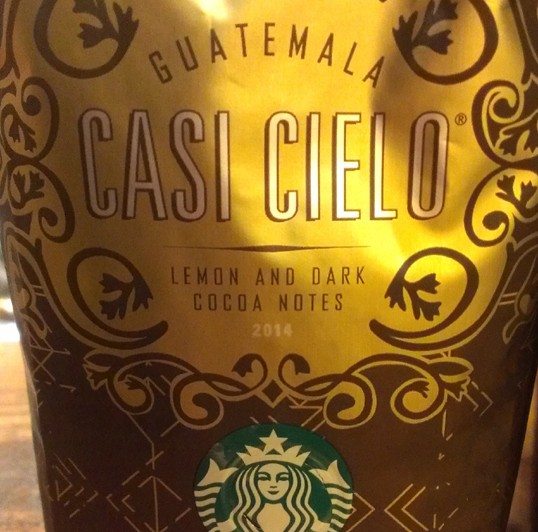 GUATEMALA
CASI CIELO®
LEMON AND DARK
COCOA NOTES
2014